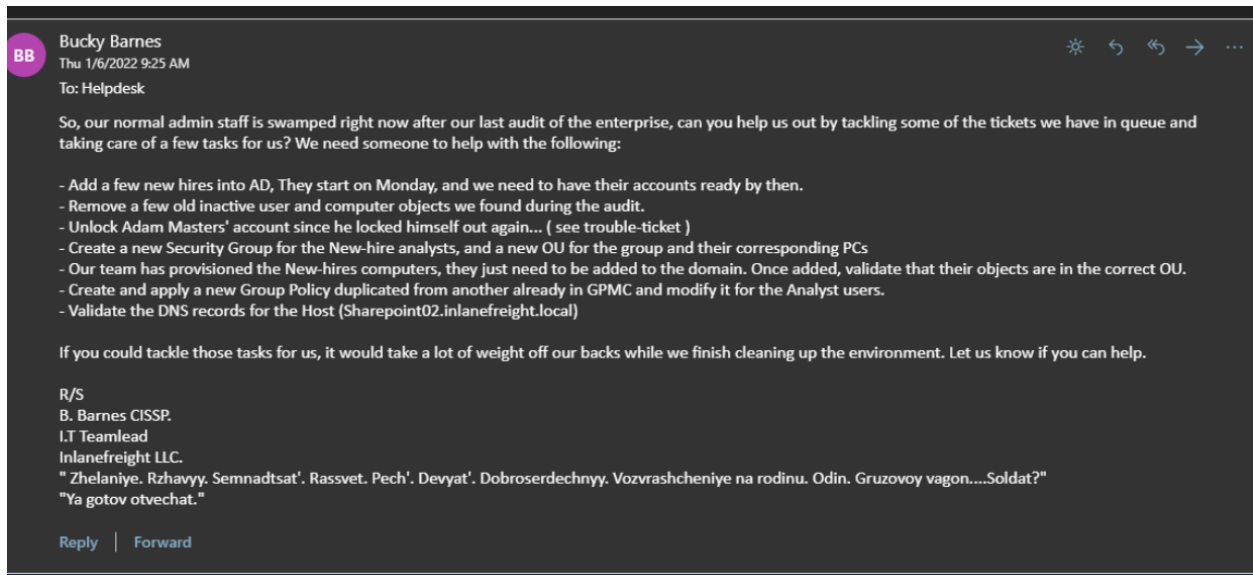 BB
Bucky Barnes
Thu 1/6/2022 9:25 AM
To: Helpdesk
So, our normal admin staff is swamped right now after our last audit of the enterprise, can you help us out by tackling some of the tickets we have in queue and
taking care of a few tasks for us? We need someone to help with the following:
- Add a few new hires into AD, They start on Monday, and we need to have their accounts ready by then.
- Remove a few old inactive user and computer objects we found during the audit.
- Unlock Adam Masters' account since he locked himself out again... ( see trouble-ticket )
- Create a new Security Group for the New-hire analysts, and a new OU for the group and their corresponding PCs
- Our team has provisioned the New-hires computers, they just need to be added to the domain. Once added, validate that their objects are in the correct OU.
- Create and apply a new Group Policy duplicated from another already in GPMC and modify it for the Analyst users.
- Validate the DNS records for the Host (Sharepoint02.inlanefreight.local)
If you could tackle those tasks for us, it would take a lot of weight off our backs while we finish cleaning up the environment. Let us know if you can help.
R/S
B. Barnes CISSP.
I.T Teamlead
Inlanefreight LLC.
" Zhelaniye. Rzhavyy. Semnadtsat'. Rassvet. Pech'. Devyat'. Dobroserdechnyy. Vozvrashcheniye na rodinu. Odin. Gruzovoy vagon....Soldat?"
"Ya gotov otvechat."
Reply | Forward